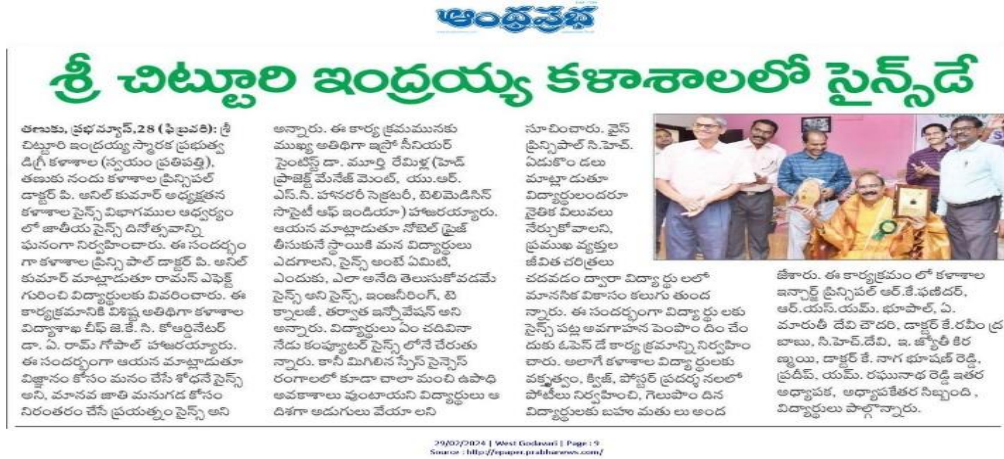 ఆంధ్రప్రభ
శ్రీ చిట్టూరి ఇంద్రయ్య కళాశాలలో సైన్స్‌డే
తణుకు, ప్రభన్యూస్,28 (ఫిబ్రవరి): శ్రీ
చిట్టూరి ఇంద్రయ్య స్మారక ప్రభుత్వ
డిగ్రీ కళాశాల (స్వయం ప్రతిపత్తి),
తణుకు నందు కళాశాల ప్రిన్సిపల్
డాక్టర్ పి. అనిల్ కుమార్ అధ్యక్షతన
కళాశాల సైన్స్ విభాగముల ఆధ్వర్యం
లో జాతీయ సైన్స్ దినోత్సవాన్ని
ఘనంగా నిర్వహించారు. ఈ సందర్భం
గా కళాశాల ప్రిన్సి పాల్ డాక్టర్ పి. అనిల్
కుమార్ మాట్లాడుతూ రామన్ ఎఫెక్ట్
గురించి విద్యార్థులకు వివరించారు. ఈ
కార్యక్రమానికి విశిష్ట అతిథిగా కళాశాల
విద్యాశాఖ చీఫ్ జె.కే. సి. కోఆర్డినేటర్
డా. ఏ. రామ్ గోపాల్ హాజరయ్యారు.
ఈ సందర్భంగా ఆయన మాట్లాడుతూ
విజ్ఞానం కోసం మనం చేసే శోధనే సైన్స్
అని, మానవ జాతి మనుగడ కోసం
నిరంతరం చేసే ప్రయత్నం సైన్స్ అని
అన్నారు. ఈ కార్య క్రమమునకు
ముఖ్య అతిథిగా ఇస్రో సీనియర్
సైంటిస్ట్ డా. మూర్తి రేమిళ్ల (హెడ్
ప్రాజెక్ట్ మేనేజ్ మెంట్, యు.ఆర్.
ఎస్.సి. హానరరీ సెక్రటరీ, టెలిమెడిసిన్
సొసైటీ ఆఫ్ ఇండియా) హాజరయ్యారు.
ఆయన మాట్లాడుతూ నోబెల్ ప్రైజ్
తీసుకునే స్థాయికి మన విద్యార్థులు
ఎదగాలని, సైన్స్ అంటే ఏమిటి,
ఎందుకు, ఎలా అనేది తెలుసుకోవడమే
సైన్స్ అని సైన్స్, ఇంజనీరింగ్, టె
క్నాలజీ, తర్వాత ఇన్నోవేషన్ అని
అన్నారు. విద్యార్థులు ఏం చదివినా
నేడు కంప్యూటర్ సైన్స్ లోనే చేరుతు
న్నారు. కానీ మిగిలిన స్పేస్ సైన్సెస్
రంగాలలో కూడా చాలా మంచి ఉపాధి
అవకాశాలు వుంటాయని విద్యార్థులు ఆ
దిశగా అడుగులు వేయా లని
సూచించారు. వైస్
ప్రిన్సిపాల్ సి.హెచ్.
ఏడుకొం డలు
మాట్లా డుతూ
విద్యార్థులందరూ
నైతిక విలువలు
నేర్చుకోవాలని,
ప్రముఖ వ్యక్తుల
జీవిత చరిత్రలు
చదవడం ద్వారా విద్యా ర్థులలో
మానసిక వికాసం కలుగు తుంద
న్నారు. ఈ సందర్భంగా విద్యార్థు లకు
సైన్స్ పట్ల అవగాహన పెంపొం దిం చేం
దుకు ఓపెన్ డే కార్య క్రమాన్ని నిర్వహిం
చారు. అలాగే కళాశాల విద్యా ర్థులకు
వక్తృత్వం, క్విజ్, పోస్టర్ ప్రదర్శ నలలో
పోటీలు నిర్వహించి, గెలుపొం దిన
విద్యార్థులకు బహు మతు లు అంద
జేశారు. ఈ కార్యక్రమం లో కళాశాల
ఇన్చార్జ్ ప్రిన్సిపల్ ఆర్.కే.ఫణిదర్,
ఆర్.యస్.యమ్. భూపాల్, ఏ.
మారుతీ దేవి చౌదరి, డాక్టర్ కే.రవీం ద్ర
బాబు, సి.హెచ్.దేవి, ఇ. జ్యోతీ కిర
ణ్మయి, డాక్టర్ కే. నాగ భూషణ్ రెడ్డి,
ప్రదీప్, యమ్. రఘునాథ రెడ్డి ఇతర
అధ్యాపక, అధ్యాపకేతర సిబ్బంది ,
విద్యార్థులు పాల్గొన్నారు.
29/02/2024 | West Godavari | Page : 9
Source : http://epaper.prabhanews.com/